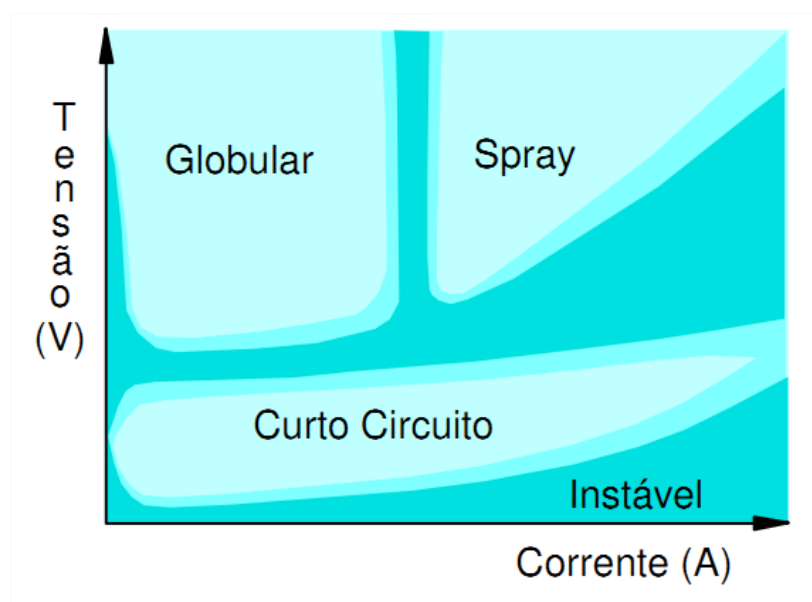 Tensão
(V)
Globular
Spray
Curto Circuito
Instável
Corrente (A)